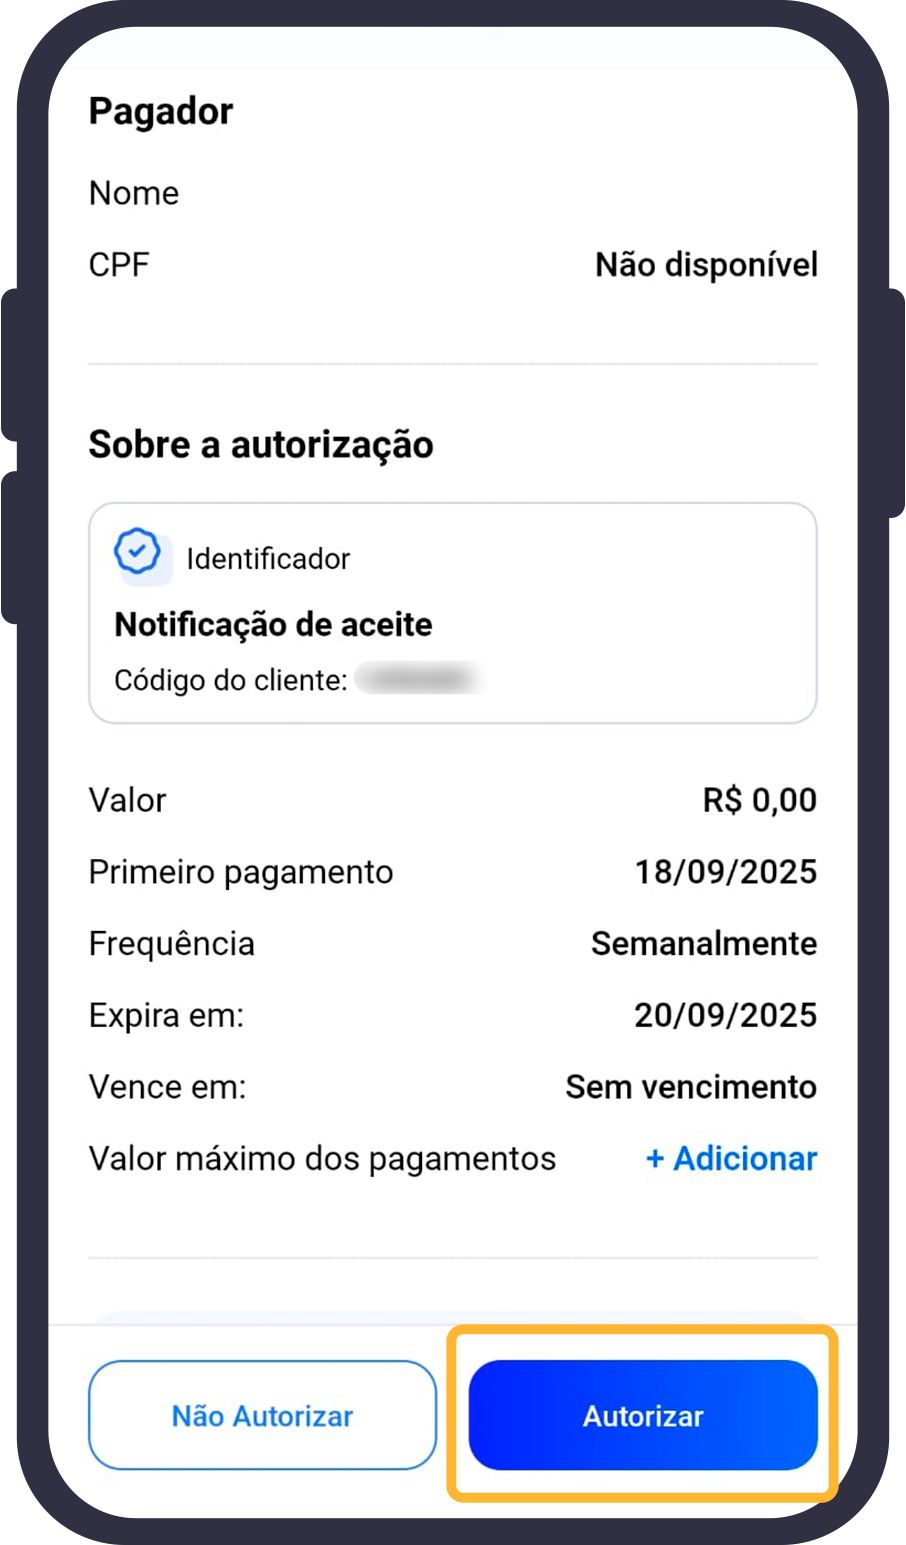 Pagador
Nome
CPF Não disponível
Sobre a autorização
Identificador
Notificação de aceite
Código do cliente:
Valor R$ 0,00
Primeiro pagamento 18/09/2025
Frequência Semanalmente
Expira em: 20/09/2025
Vence em: Sem vencimento
Valor máximo dos pagamentos + Adicionar
Não Autorizar Autorizar